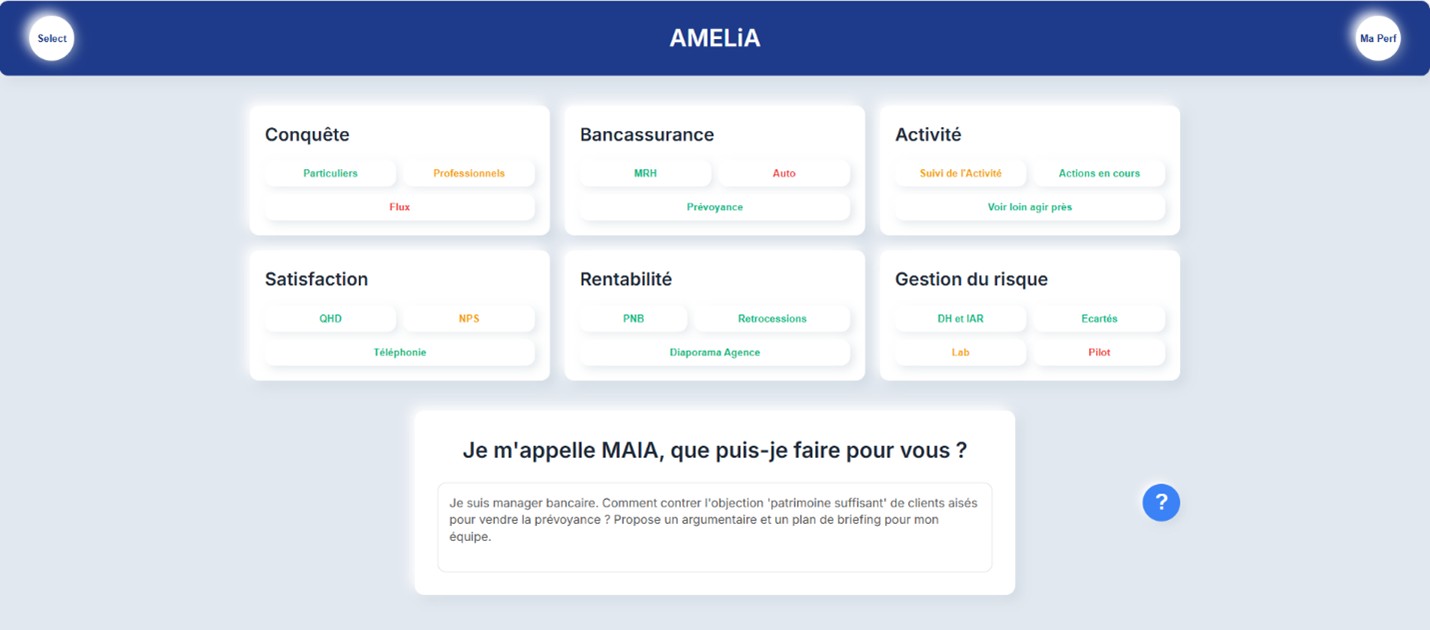 Select
AMELiA
Ma Perf
Conquête
Particuliers
Professionnels
Flux
Bancassurance
MRH
Auto
Prévoyance
Activité
Suivi de l'Activité
Actions en cours
Voir loin agir près
Satisfaction
QHD
NPS
Téléphonie
Rentabilité
PNB
Retrocessions
Diaporama Agence
Gestion du risque
DH et IAR
Ecartés
Lab
Pilot
Je m'appelle MAIA, que puis-je faire pour vous ?
Je suis manager bancaire. Comment contrer l'objection 'patrimoine suffisant' de clients aisés
pour vendre la prévoyance ? Propose un argumentaire et un plan de briefing pour mon
équipe.
?